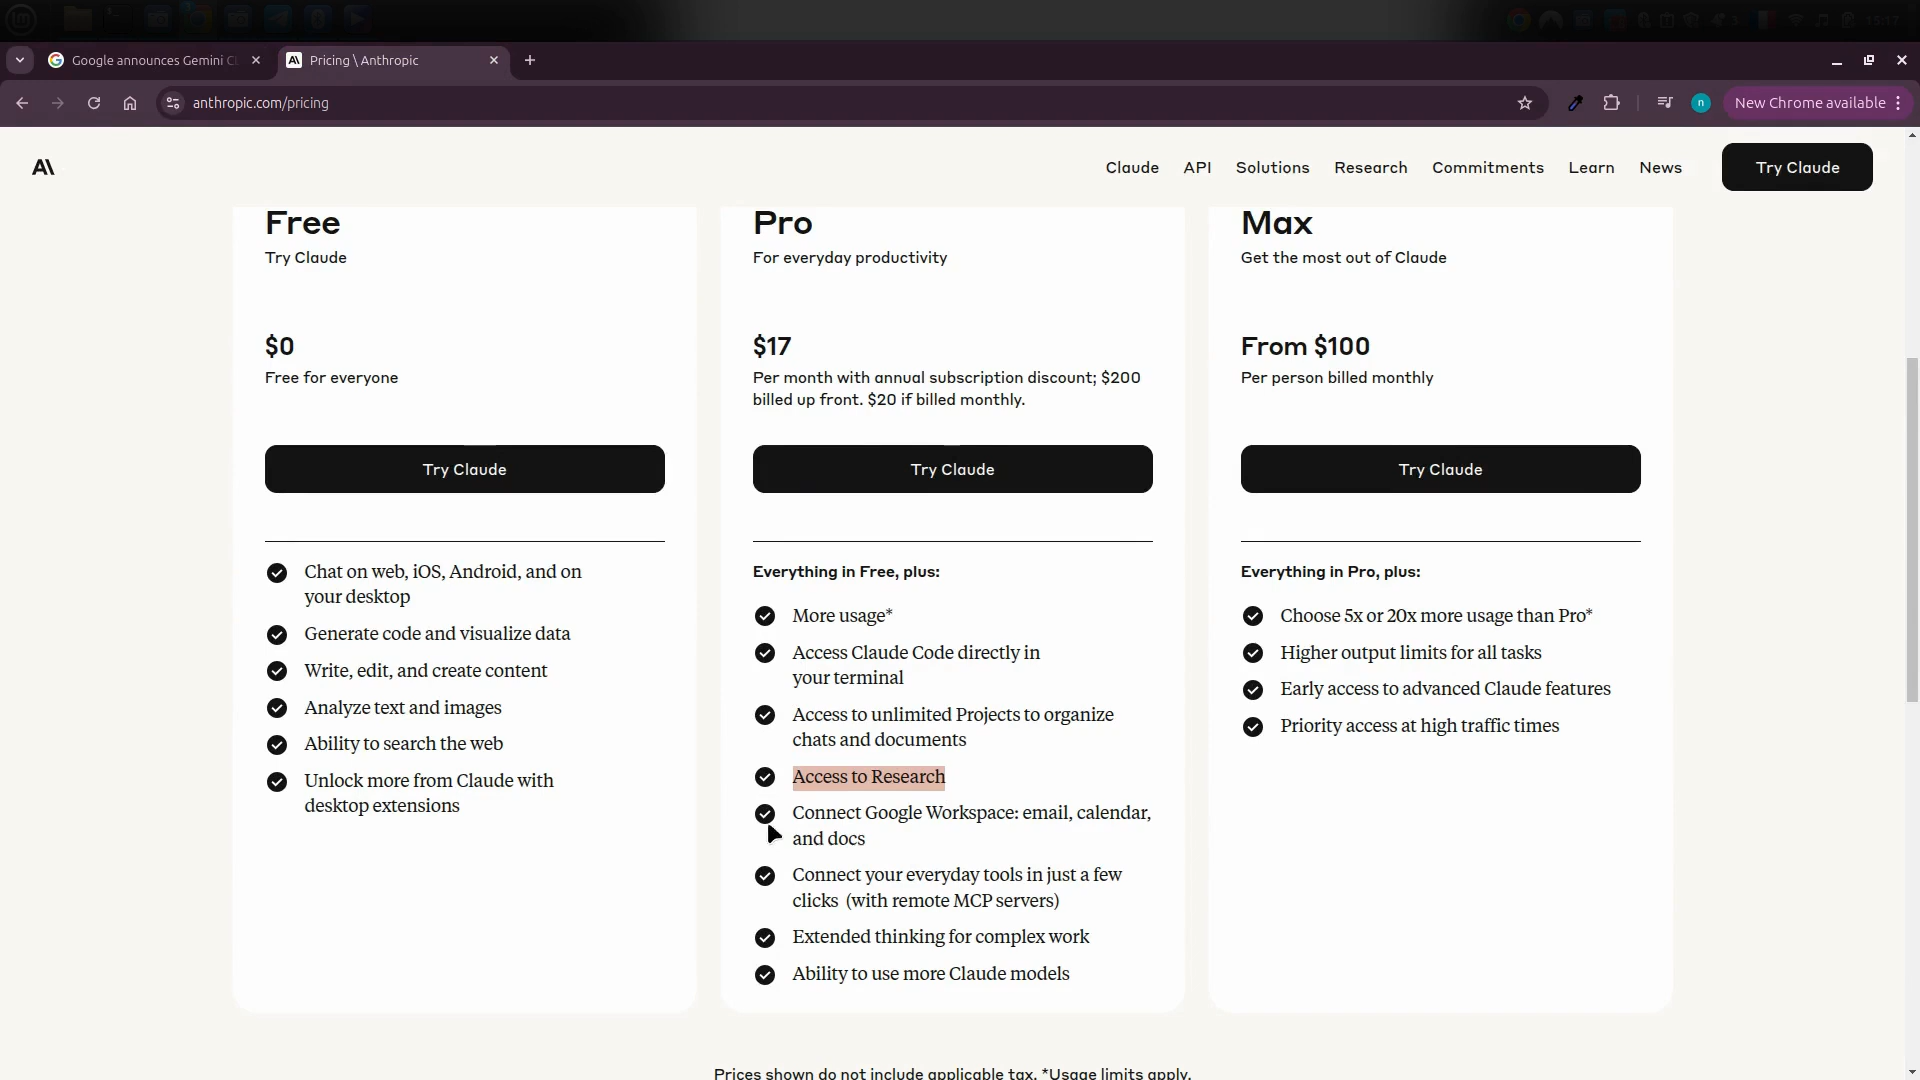 Google announces Gemini C
Pricing \ Anthropic
anthropic.com/pricing
New Chrome available
Claude
API
Solutions
Research
Commitments
Learn
News
Try Claude
Free
Try Claude
$0
Free for everyone
Try Claude
Chat on web, iOS, Android, and on
your desktop
Generate code and visualize data
Write, edit, and create content
Analyze text and images
Ability to search the web
Unlock more from Claude with
desktop extensions
Pro
For everyday productivity
$17
Per month with annual subscription discount; $200
billed up front. $20 if billed monthly.
Try Claude
Everything in Free, plus:
More usage*
Access Claude Code directly in
your terminal
Access to unlimited Projects to organize
chats and documents
Access to Research
Connect Google Workspace: email, calendar,
and docs
Connect your everyday tools in just a few
clicks (with remote MCP servers)
Extended thinking for complex work
Ability to use more Claude models
Max
Get the most out of Claude
From $100
Per person billed monthly
Try Claude
Everything in Pro, plus:
Choose 5x or 20x more usage than Pro*
Higher output limits for all tasks
Early access to advanced Claude features
Priority access at high traffic times
Prices shown do not include applicable tax. *Usage limits apply.